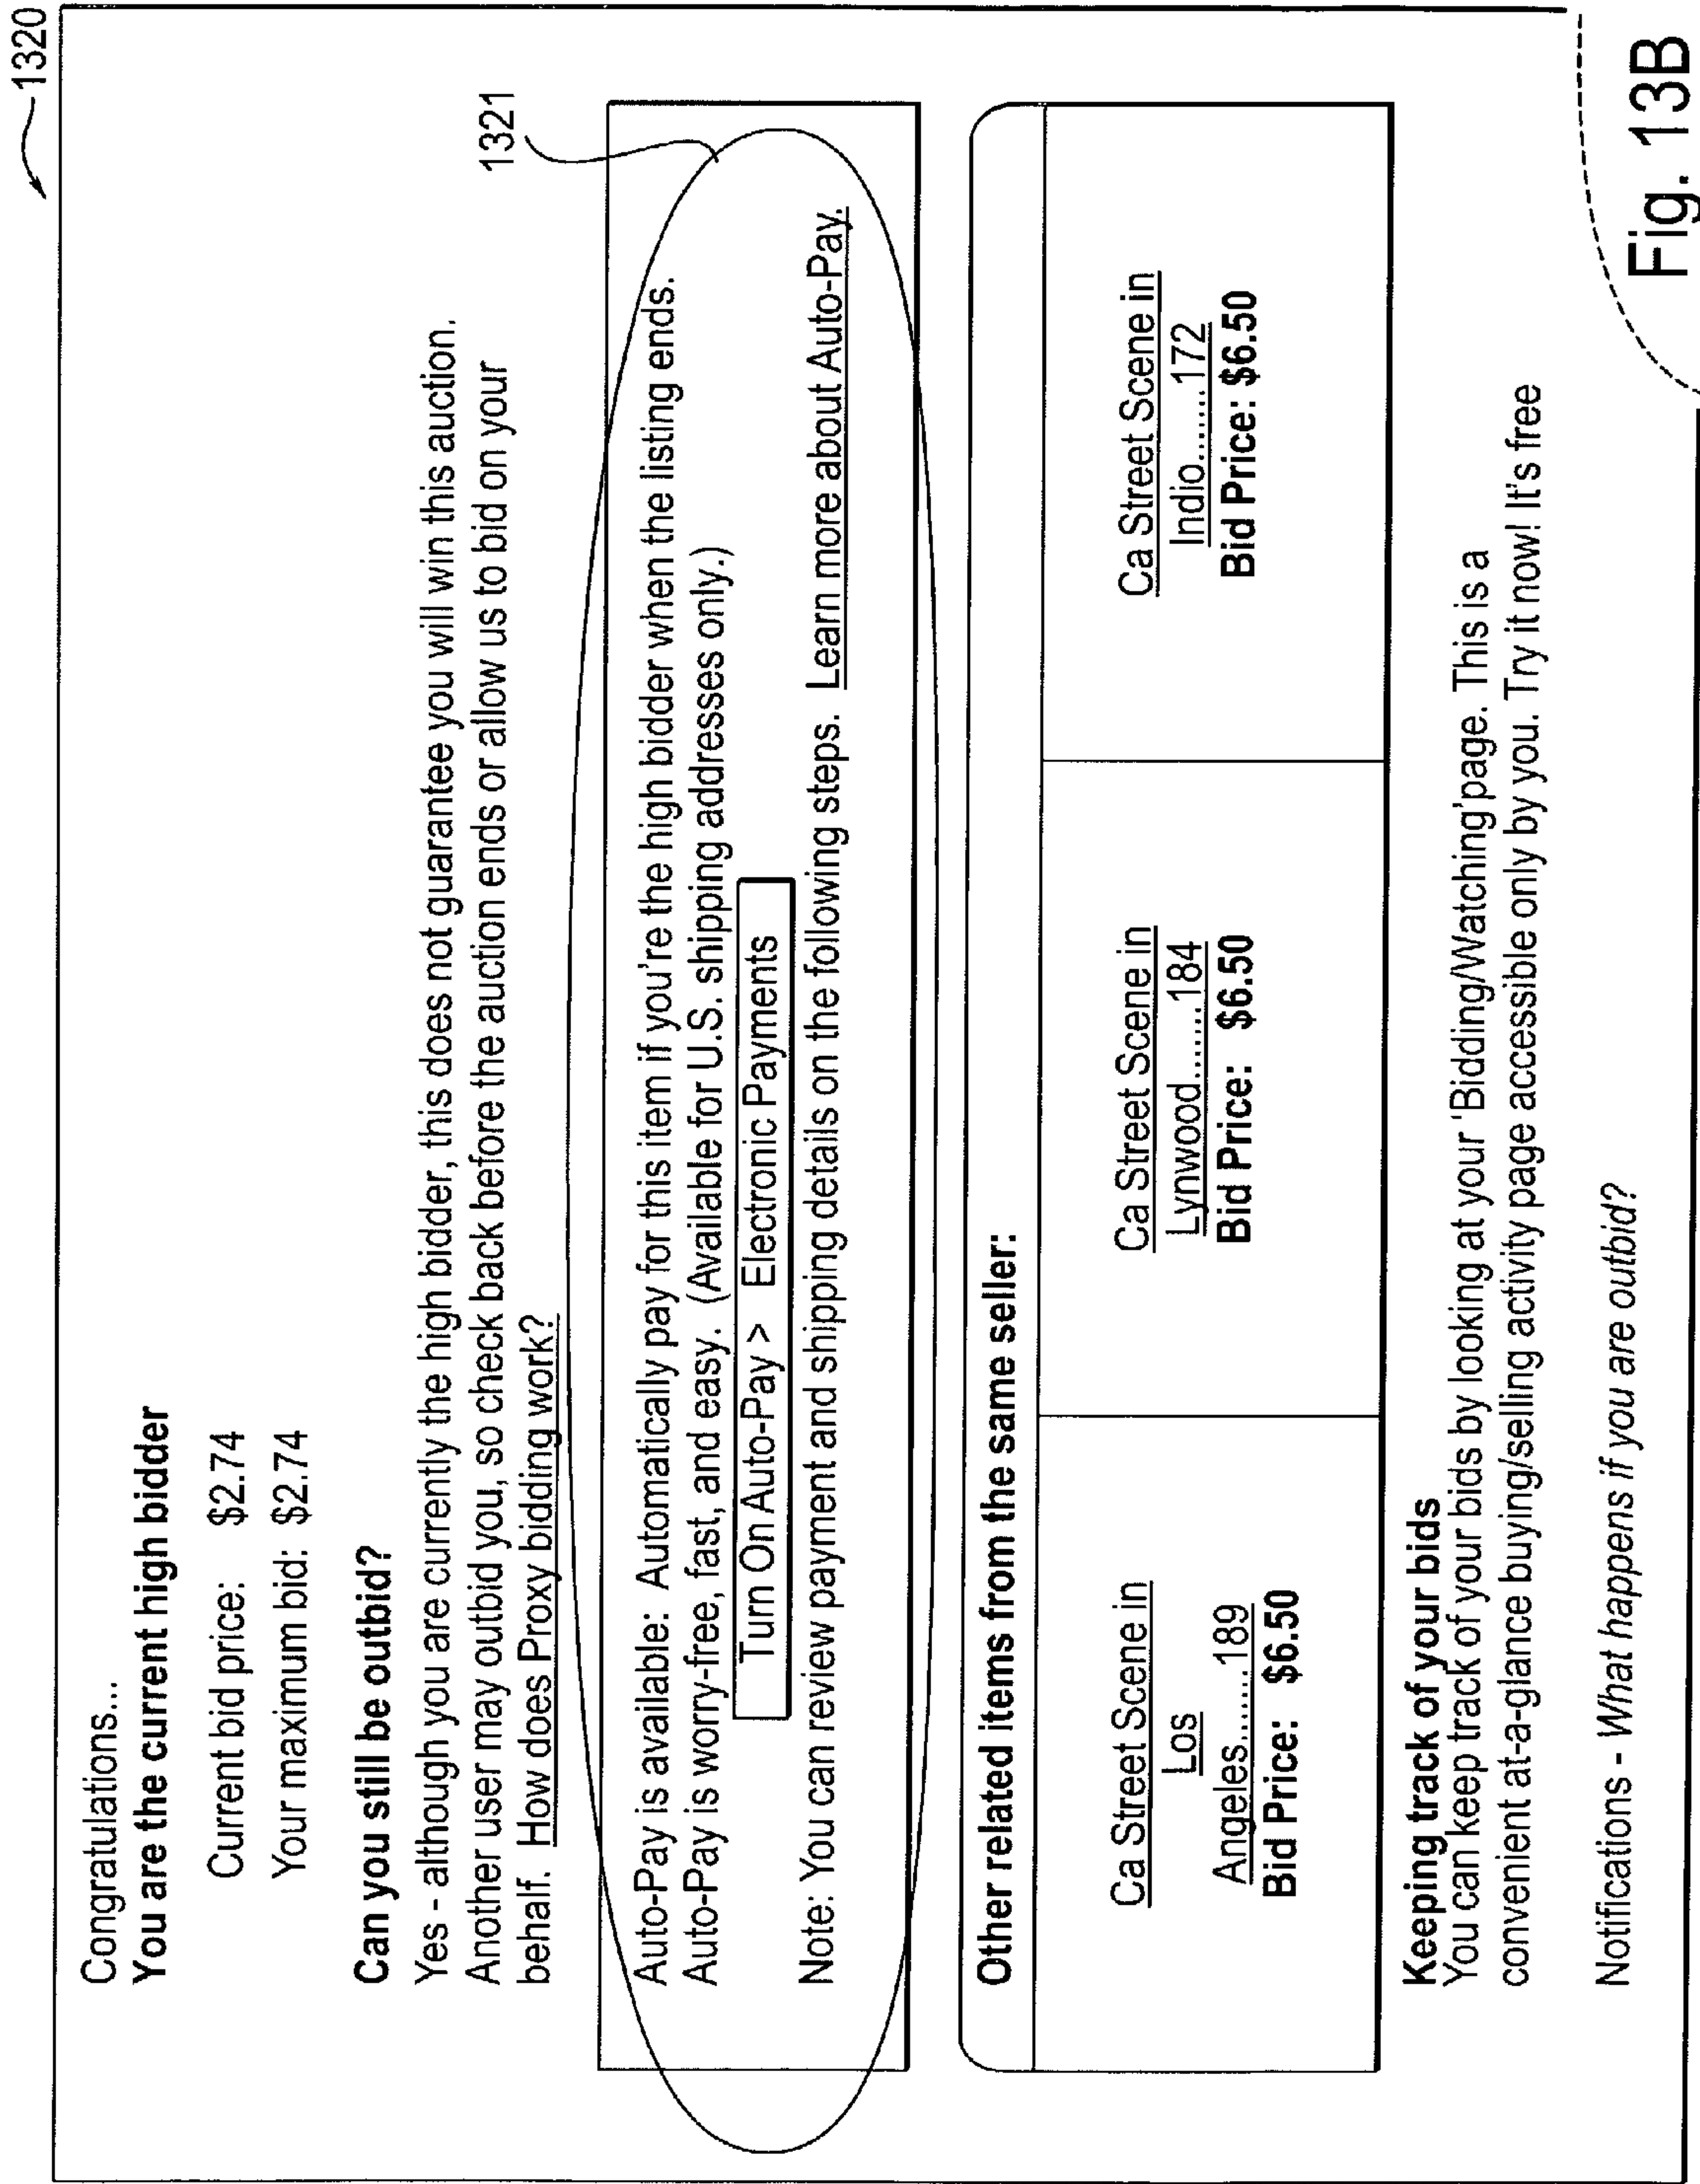 1320
Congratulations...
You are the current high bidder
Current bid price: $2.74
Your maximum bid: $2.74
Can you still be outbid?
Yes - although you are currently the high bidder, this does not guarantee you will win this auction.
Another user may outbid you, so check back before the auction ends or allow us to bid on your
behalf. How does Proxy bidding work?
1321
Auto-Pay is available: Automatically pay for this item if you're the high bidder when the listing ends.
Auto-Pay is worry-free, fast, and easy. (Available for U.S. shipping addresses only.)
Turn On Auto-Pay > Electronic Payments
Note: You can review payment and shipping details on the following steps. Learn more about Auto-Pay.
Other related items from the same seller:
Ca Street Scene in
Los
Angeles.......189
Bid Price: $6.50
Ca Street Scene in
Lynwood.......184
Bid Price: $6.50
Ca Street Scene in
Indio.......172
Bid Price: $6.50
Keeping track of your bids
You can keep track of your bids by looking at your 'Bidding/Watching'page. This is a
convenient at-a-glance buying/selling activity page accessible only by you. Try it now! It's free
Notifications - What happens if you are outbid?
Fig. 13B